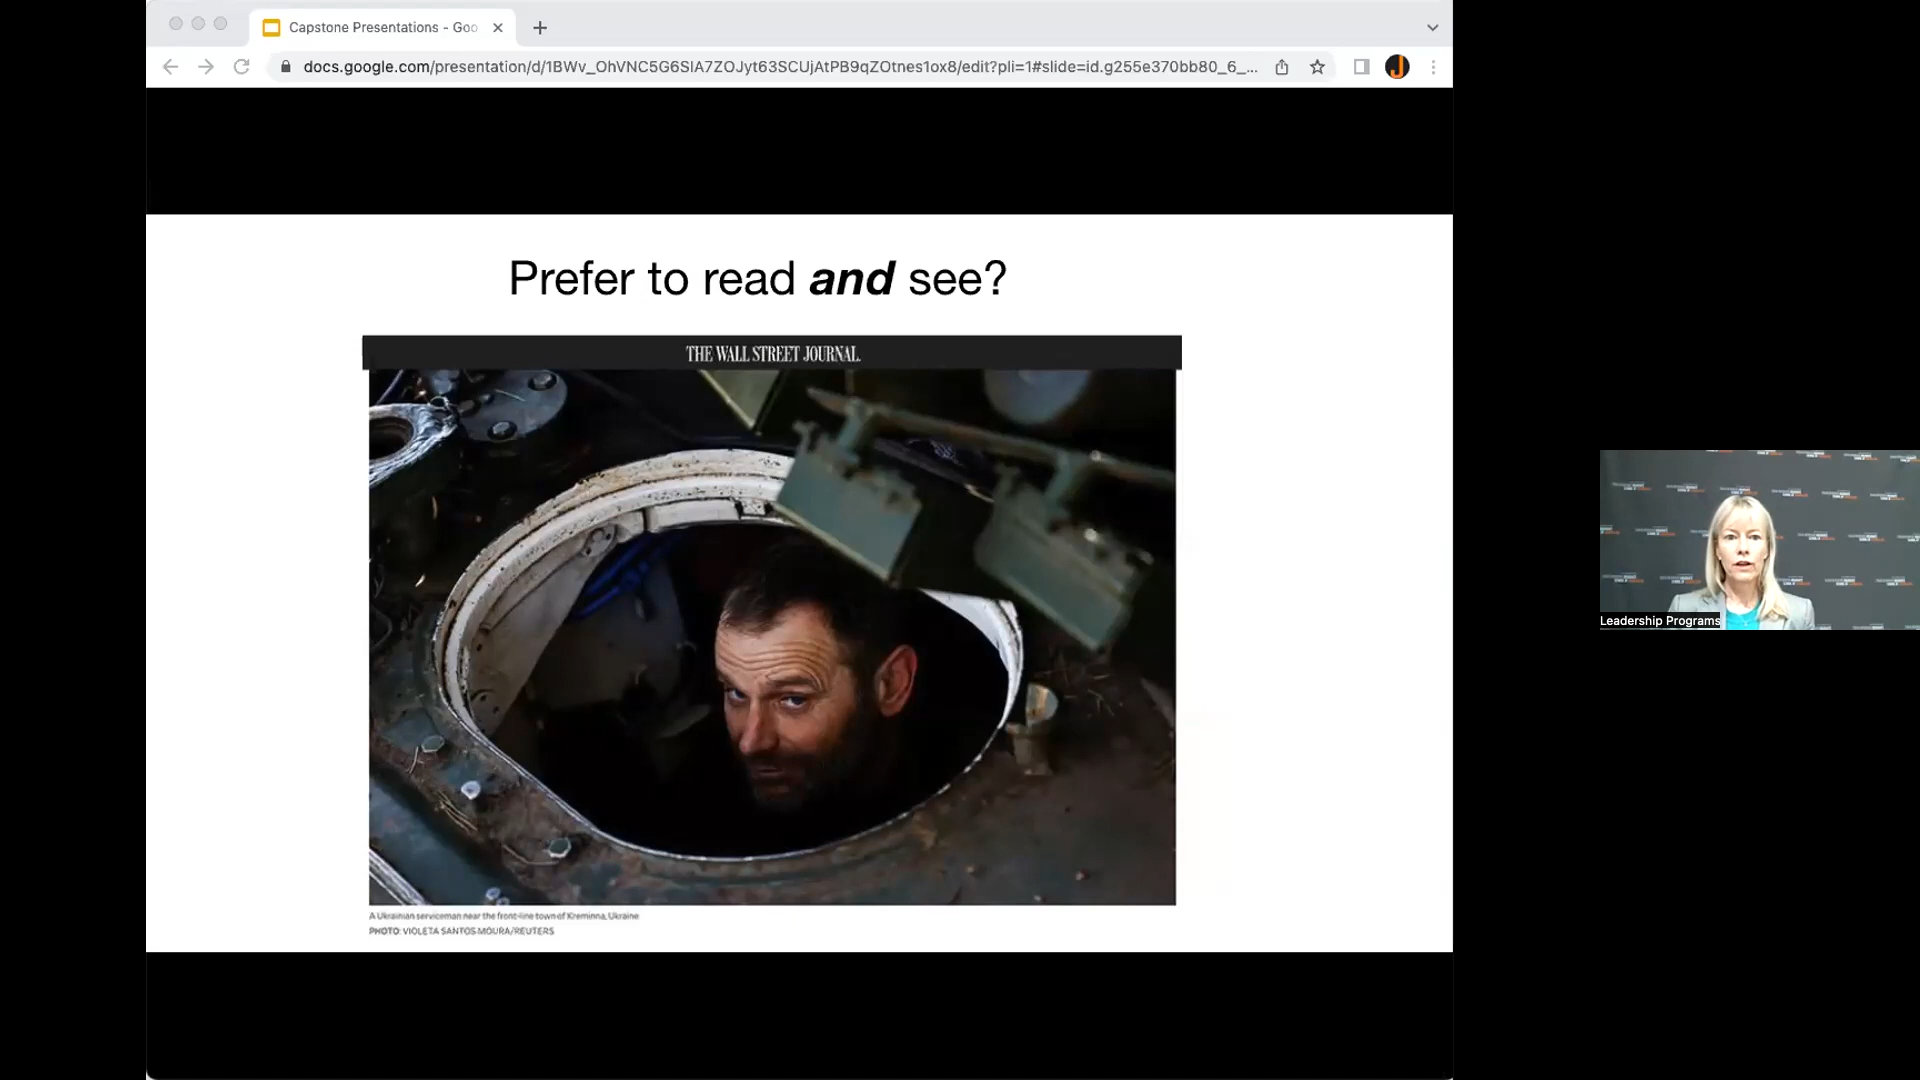 Capstone Presentations - Goo
docs.google.com/presentation/d/1BWv_OhVNC5G6SIA7ZOJyt63SCUjAtPB9qZOtnes1ox8/edit?pli=1#slide=id.g255e370bb80_6_...
Prefer to read and see?
THE WALL STREET JOURNAL.
A Ukrainian serviceman near the front-line town of Kreminna, Ukraine
PHOTO: VIOLETA SANTOS MOURA/REUTERS
Leadership Programs